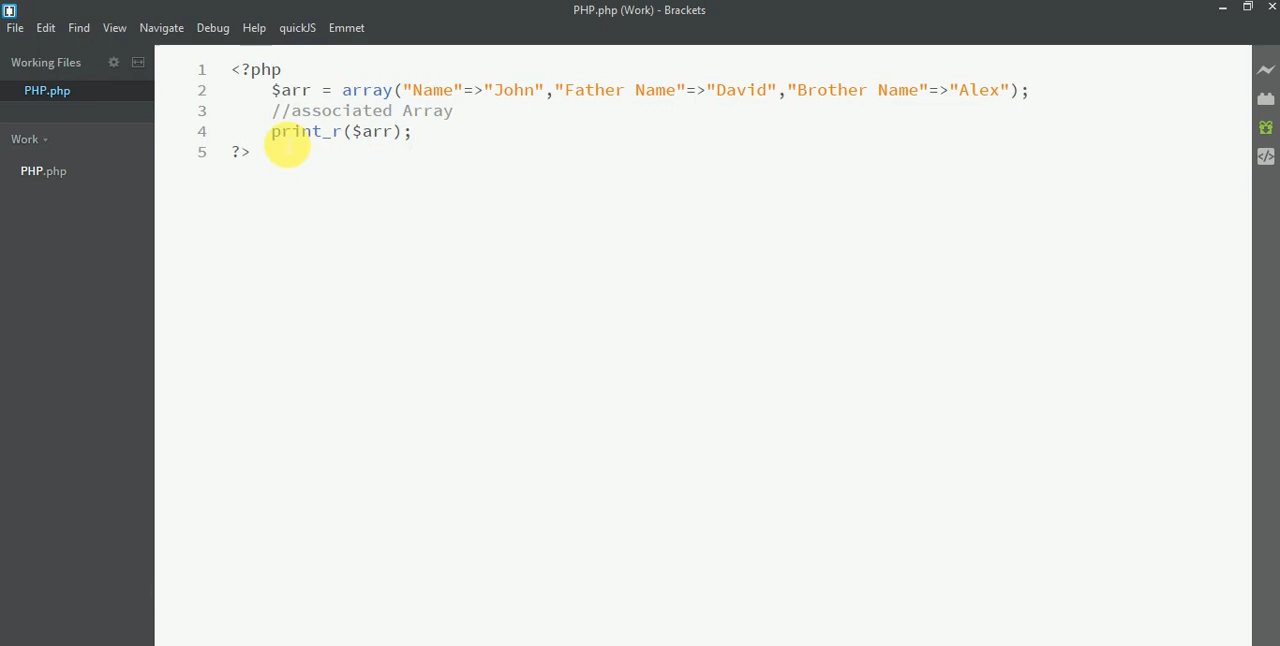 PHP.php (Work) - Brackets
File Edit Find View Navigate Debug Help quickJS Emmet
Working Files
PHP.php
Work
PHP.php
1 <?php
2 $arr = array("Name"=>"John","Father Name"=>"David","Brother Name"=>"Alex");
3 //associated Array
4 print_r($arr);
5 ?>